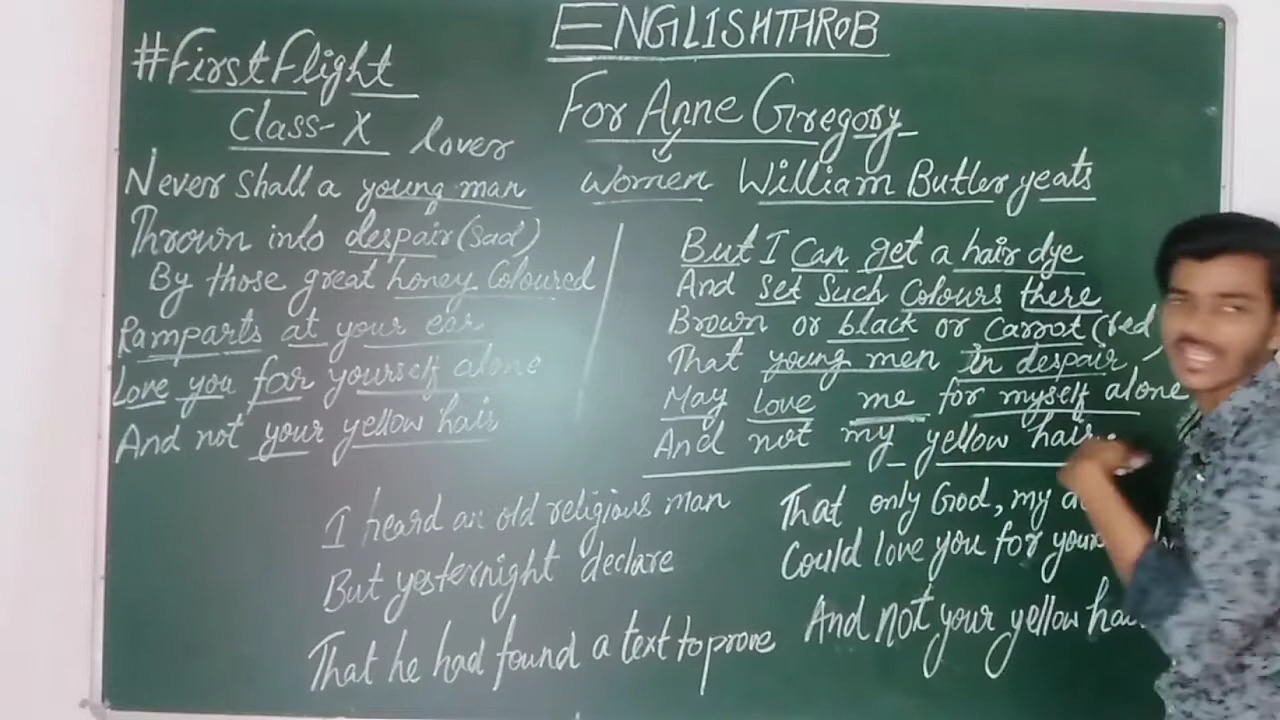 ENGLISHTHROB
#First Flight
Class-X
For Anne Gregory
women William Butler yeats
lover
Never shall a young man
Thrown into despair (sad)
By those great honey Coloured
Ramparts at your ear
Love you for yourself alone
And not your yellow hair
But I Can get a hair dye
And set Such Colours there
Brown or black or Carrot (red)
That young men in despair
May love me for myself alone
And not my yellow hair.
I heard an old religious man
But yesternight declare
That he had found a text to prove
That only God, my
Could love you for
And not your yellow